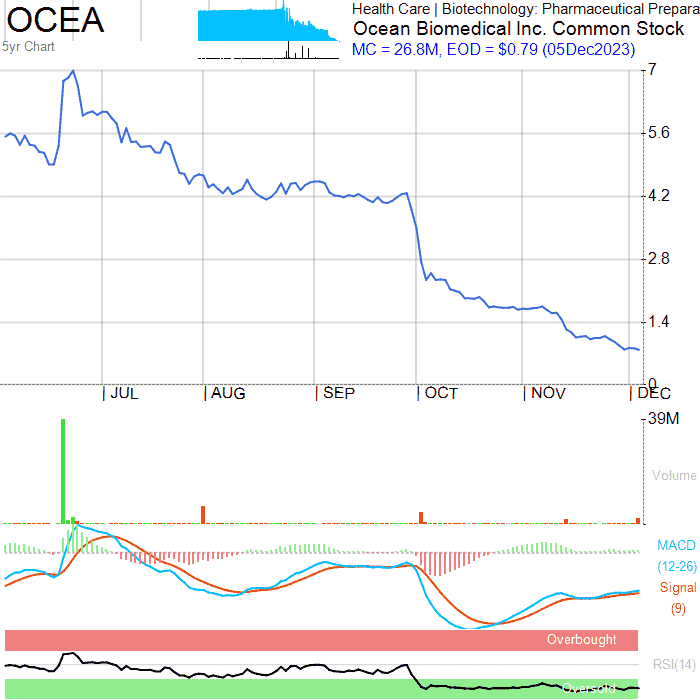 OCEA
5yr Chart
Health Care | Biotechnology: Pharmaceutical Prepara
Ocean Biomedical Inc. Common Stock
MC = 26.8M, EOD = $0.79 (05Dec2023)
7
5.6
4.2
2.8
1.4
0
JUL AUG SEP OCT NOV DEC
39M
Volume
MACD
(12-26)
Signal
(9)
Overbought
RSI(14)
Oversold